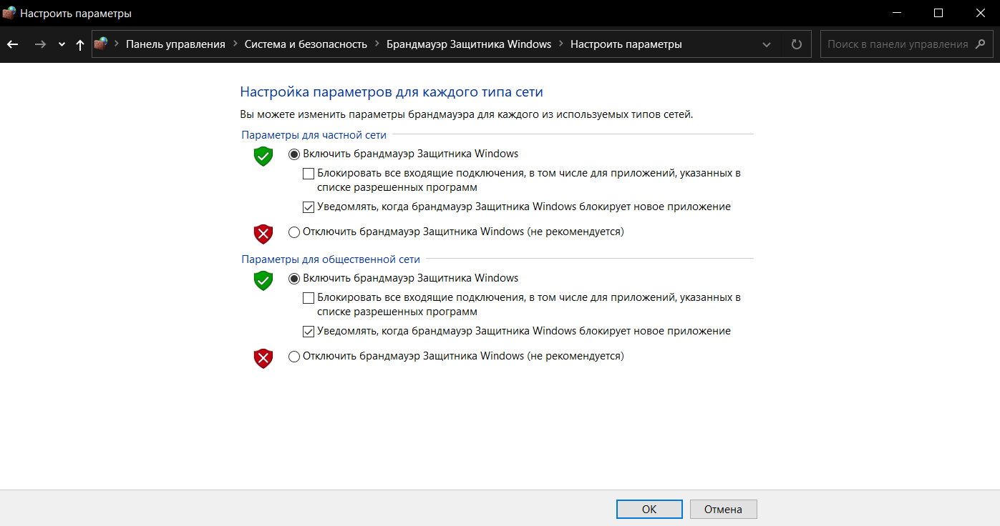 Настроить параметры
Панель управления > Система и безопасность > Брандмауэр Защитника Windows > Настроить параметры
Поиск в панели управления
Настройка параметров для каждого типа сети
Вы можете изменить параметры брандмауэра для каждого из используемых типов сетей.
Параметры для частной сети
Включить брандмауэр Защитника Windows
Блокировать все входящие подключения, в том числе для приложений, указанных в
списке разрешенных программ
Уведомлять, когда брандмауэр Защитника Windows блокирует новое приложение
Отключить брандмауэр Защитника Windows (не рекомендуется)
Параметры для общественной сети
Включить брандмауэр Защитника Windows
Блокировать все входящие подключения, в том числе для приложений, указанных в
списке разрешенных программ
Уведомлять, когда брандмауэр Защитника Windows блокирует новое приложение
Отключить брандмауэр Защитника Windows (не рекомендуется)
ОК
Отмена